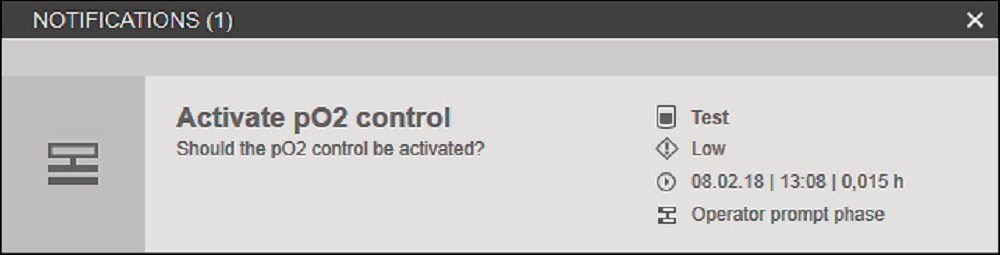 NOTIFICATIONS (1)
Activate pO2 control
Should the pO2 control be activated?
Test
Low
08.02.18 | 13:08 | 0,015 h
Operator prompt phase